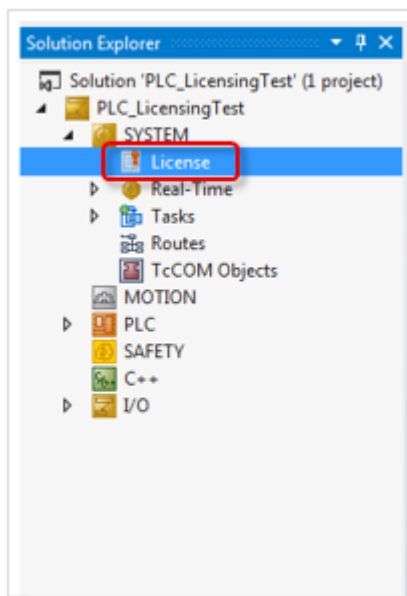 Solution Explorer
Solution 'PLC_LicensingTest' (1 project)
PLC_LicensingTest
SYSTEM
License
Real-Time
Tasks
Routes
TcCOM Objects
MOTION
PLC
SAFETY
C++
I/O